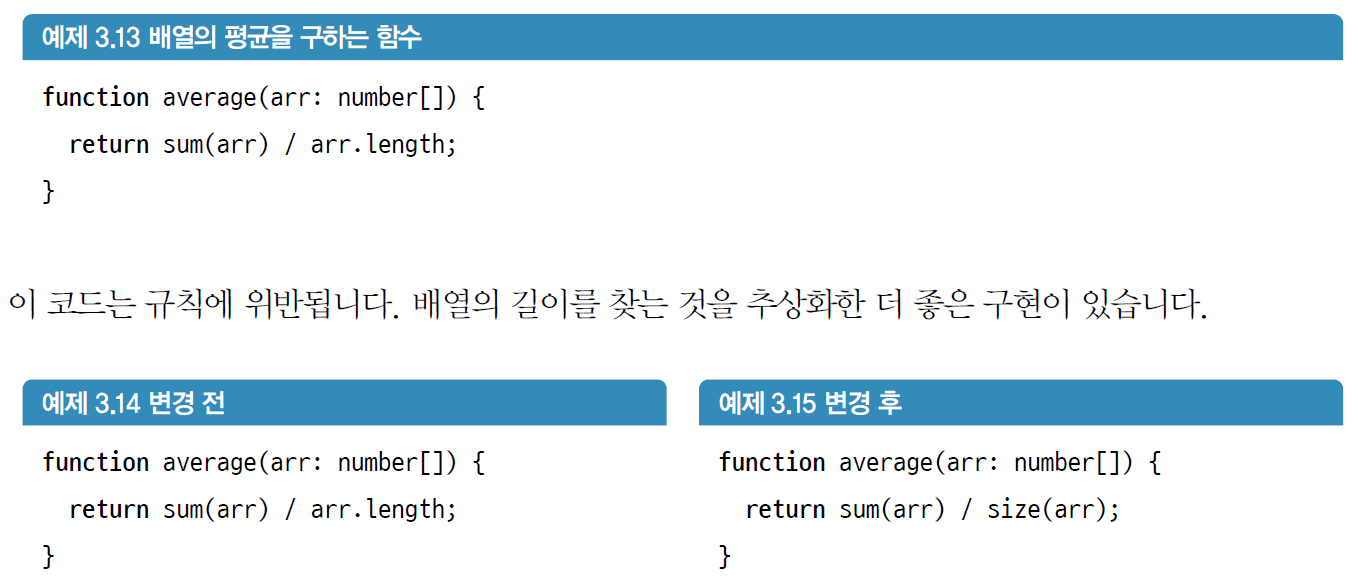 예제 3.13 배열의 평균을 구하는 함수
function average(arr: number[]) {
  return sum(arr) / arr.length;
}
이 코드는 규칙에 위반됩니다. 배열의 길이를 찾는 것을 추상화한 더 좋은 구현이 있습니다.
예제 3.14 변경 전
function average(arr: number[]) {
  return sum(arr) / arr.length;
}
예제 3.15 변경 후
function average(arr: number[]) {
  return sum(arr) / size(arr);
}